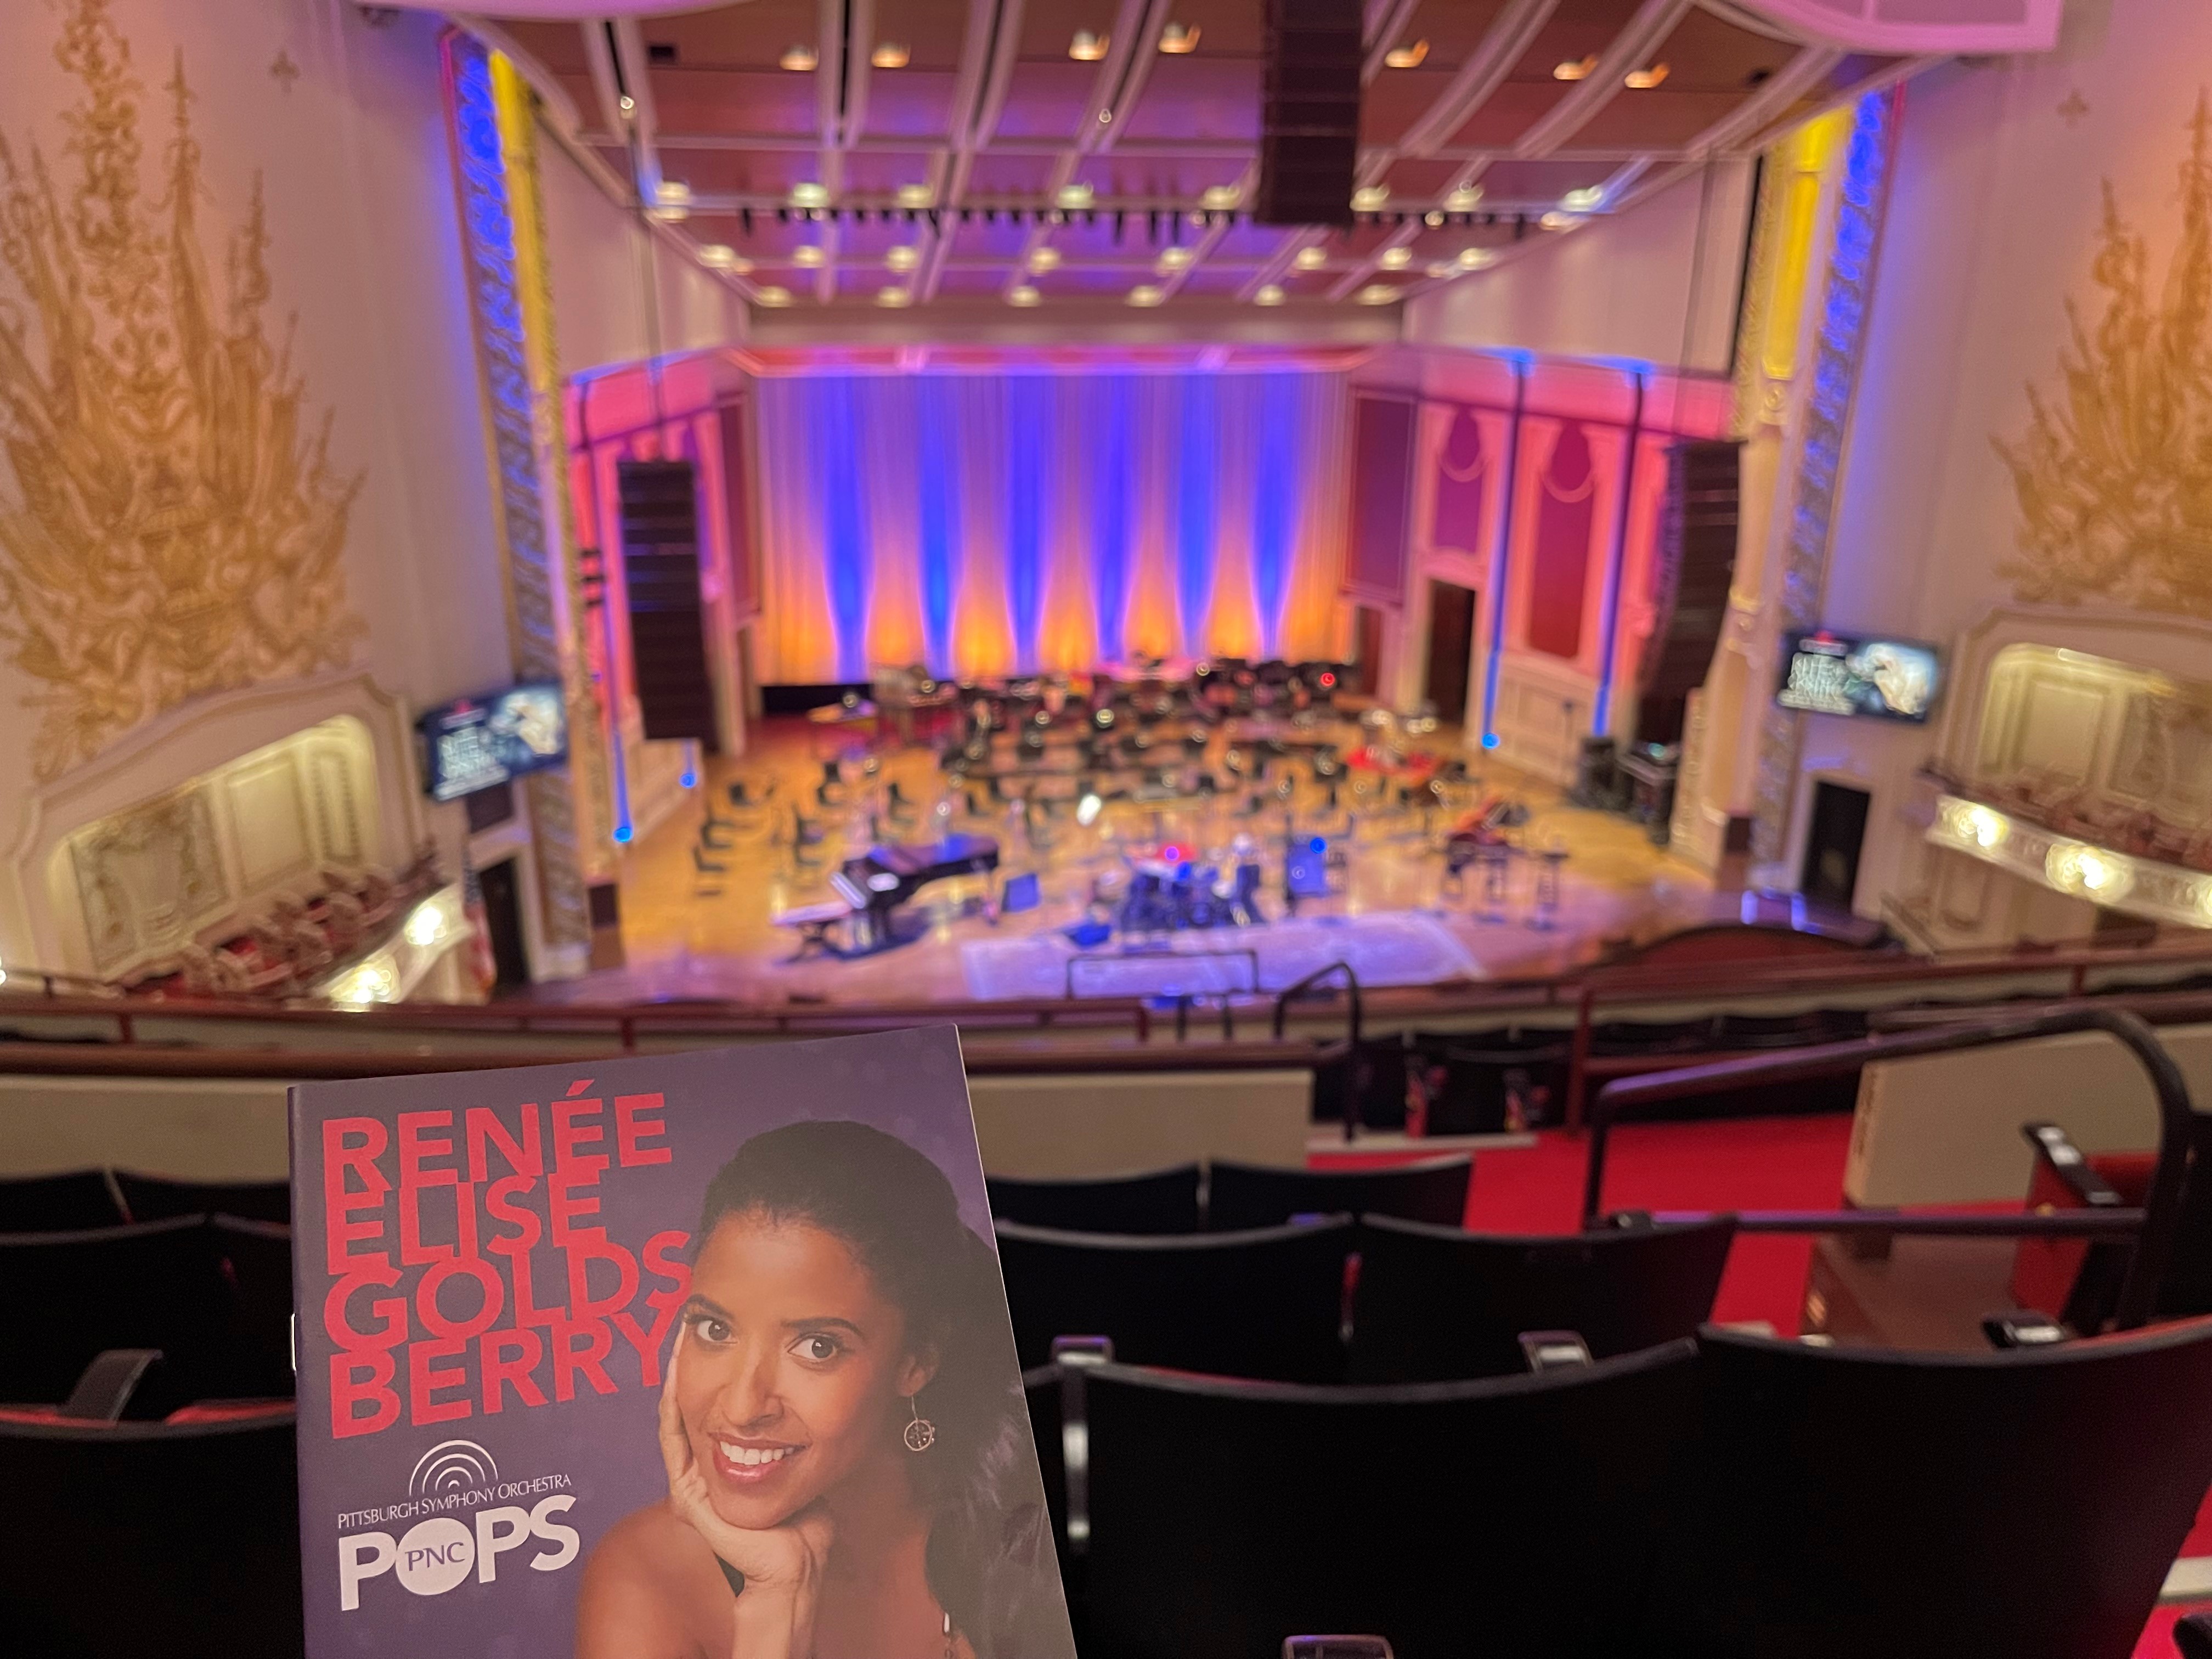 RENÉE
ELISE
GOLDS
BERRY
PITTSBURGH SYMPHONY ORCHESTRA
POPS
PNC